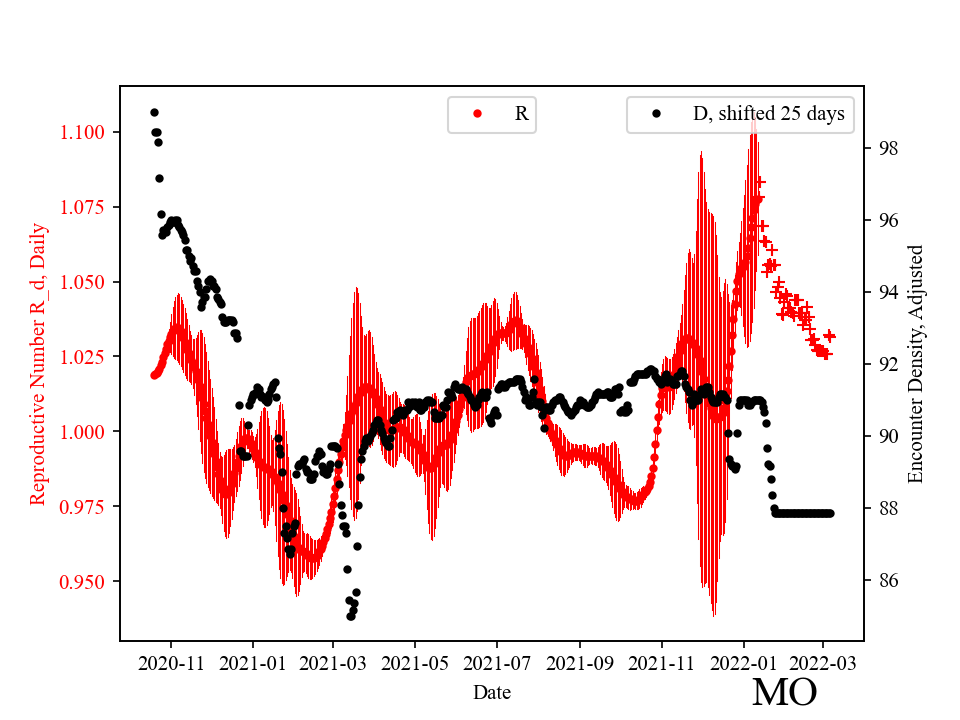 R
D, shifted 25 days
Reproductive Number R_d, Daily
1.100
1.075
1.050
1.025
1.000
0.975
0.950
98
96
94
92
90
88
86
Encounter Density, Adjusted
2020-11 2021-01 2021-03 2021-05 2021-07 2021-09 2021-11 2022-01 2022-03
Date
MO